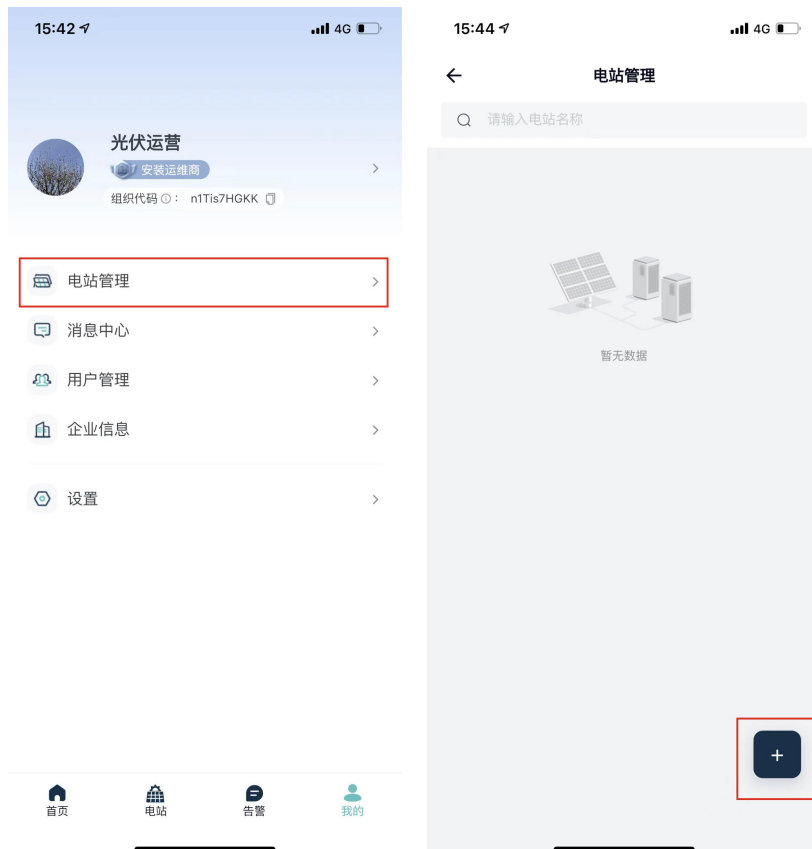 15:42
4G
光伏运营
安装运维商
组织代码 ： n1Tis7HGKK
电站管理
消息中心
用户管理
企业信息
设置
首页
电站
告警
我的
15:44
4G
电站管理
请输入电站名称
暂无数据
+